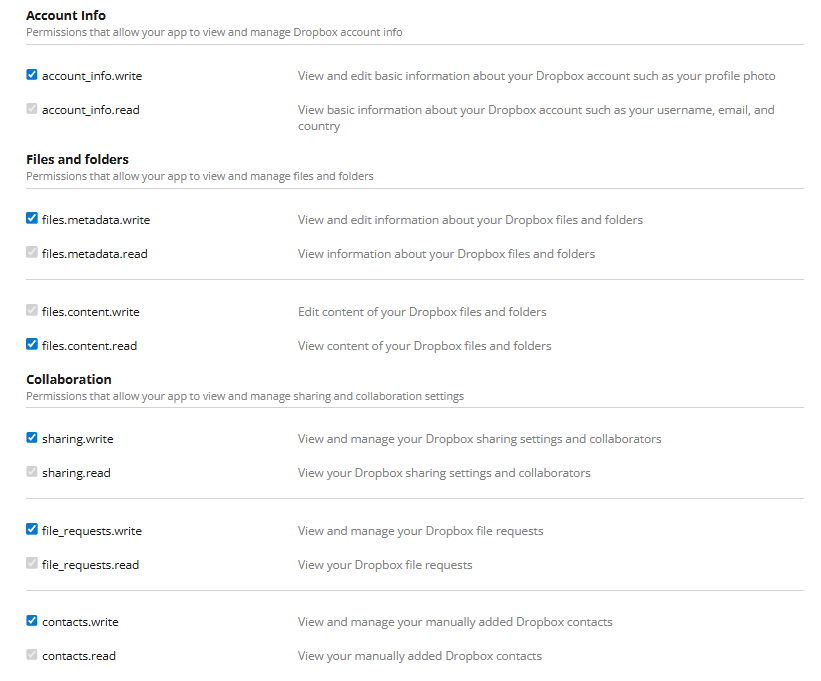 Account Info
Permissions that allow your app to view and manage Dropbox account info
account_info.write View and edit basic information about your Dropbox account such as your profile photo
account_info.read View basic information about your Dropbox account such as your username, email, and
country
Files and folders
Permissions that allow your app to view and manage files and folders
files.metadata.write View and edit information about your Dropbox files and folders
files.metadata.read View information about your Dropbox files and folders
files.content.write Edit content of your Dropbox files and folders
files.content.read View content of your Dropbox files and folders
Collaboration
Permissions that allow your app to view and manage sharing and collaboration settings
sharing.write View and manage your Dropbox sharing settings and collaborators
sharing.read View your Dropbox sharing settings and collaborators
file_requests.write View and manage your Dropbox file requests
file_requests.read View your Dropbox file requests
contacts.write View and manage your manually added Dropbox contacts
contacts.read View your manually added Dropbox contacts